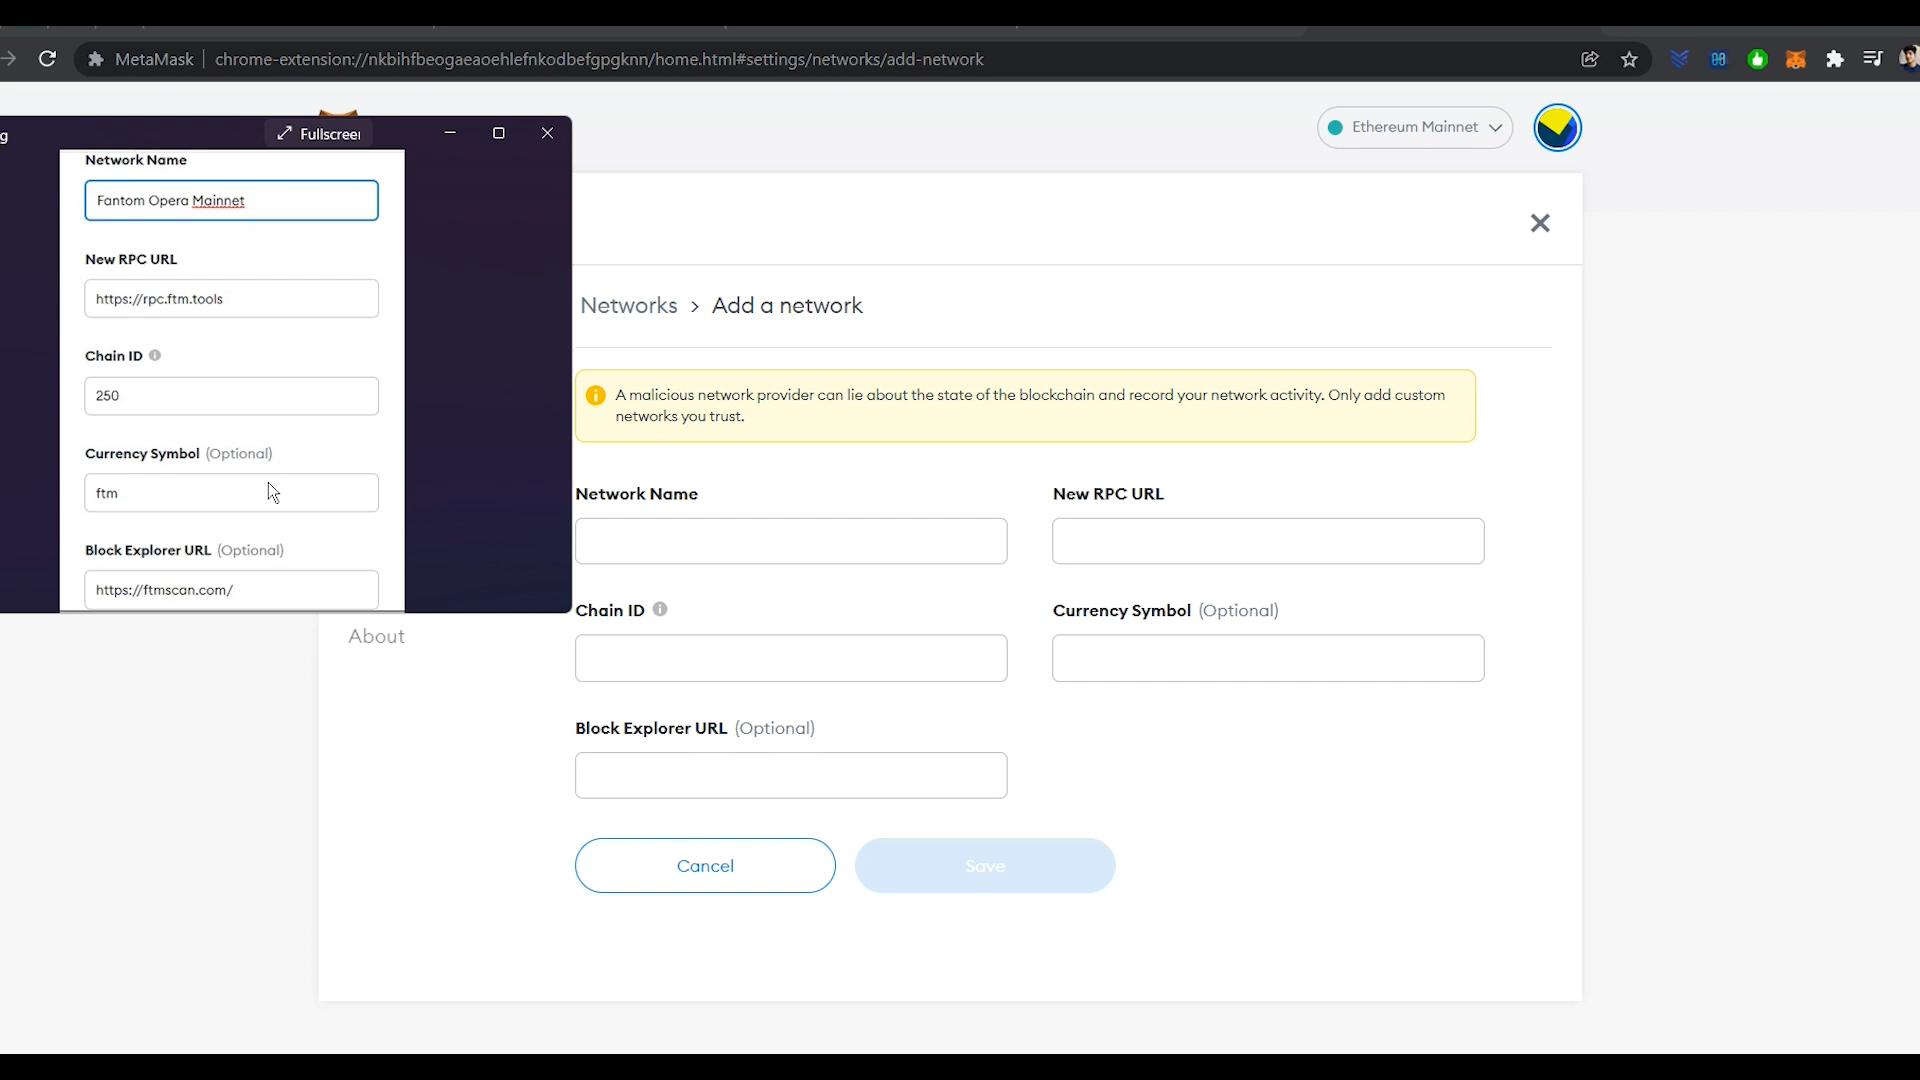 MetaMask
chrome-extension://nkbihfbeogaeaoehlefnkodbefgpgknn/home.html#settings/networks/add-network
Ethereum Mainnet
g
Fullscreen
Network Name
Fantom Opera Mainnet
New RPC URL
https://rpc.ftm.tools
Chain ID
250
Currency Symbol (Optional)
ftm
Block Explorer URL (Optional)
https://ftmscan.com/
About
Networks > Add a network
A malicious network provider can lie about the state of the blockchain and record your network activity. Only add custom
networks you trust.
Network Name
New RPC URL
Chain ID
Currency Symbol (Optional)
Block Explorer URL (Optional)
Cancel
Save